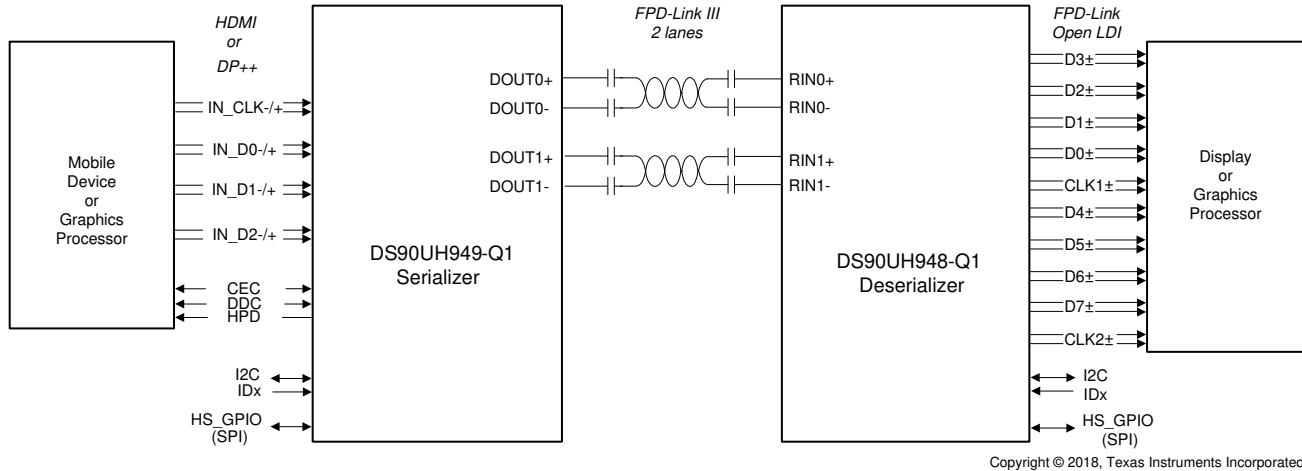 HDMI
or
DP++
FPD-Link III
2 lanes
FPD-Link
Open LDI
Mobile
Device
or
Graphics
Processor
IN_CLK-/+
IN_D0-/+
IN_D1-/+
IN_D2-/+
CEC
DDC
HPD
I2C
IDx
HS_GPIO
(SPI)
DS90UH949-Q1
Serializer
DOUT0+
DOUT0-
DOUT1+
DOUT1-
RIN0+
RIN0-
RIN1+
RIN1-
DS90UH948-Q1
Deserializer
D3±
D2±
D1±
D0±
CLK1±
D4±
D5±
D6±
D7±
CLK2±
I2C
IDx
HS_GPIO
(SPI)
Display
or
Graphics
Processor
Copyright © 2018, Texas Instruments Incorporated